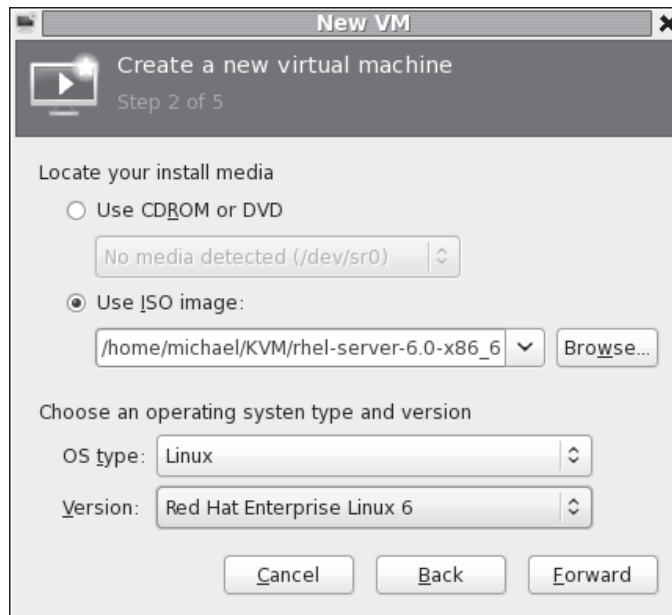 New VM
Create a new virtual machine
Step 2 of 5
Locate your install media
Use CDROM or DVD
No media detected (/dev/sr0)
Use ISO image:
/home/michael/KVM/rhel-server-6.0-x86_6
Browse...
Choose an operating systen type and version
OS type: Linux
Version: Red Hat Enterprise Linux 6
Cancel Back Forward